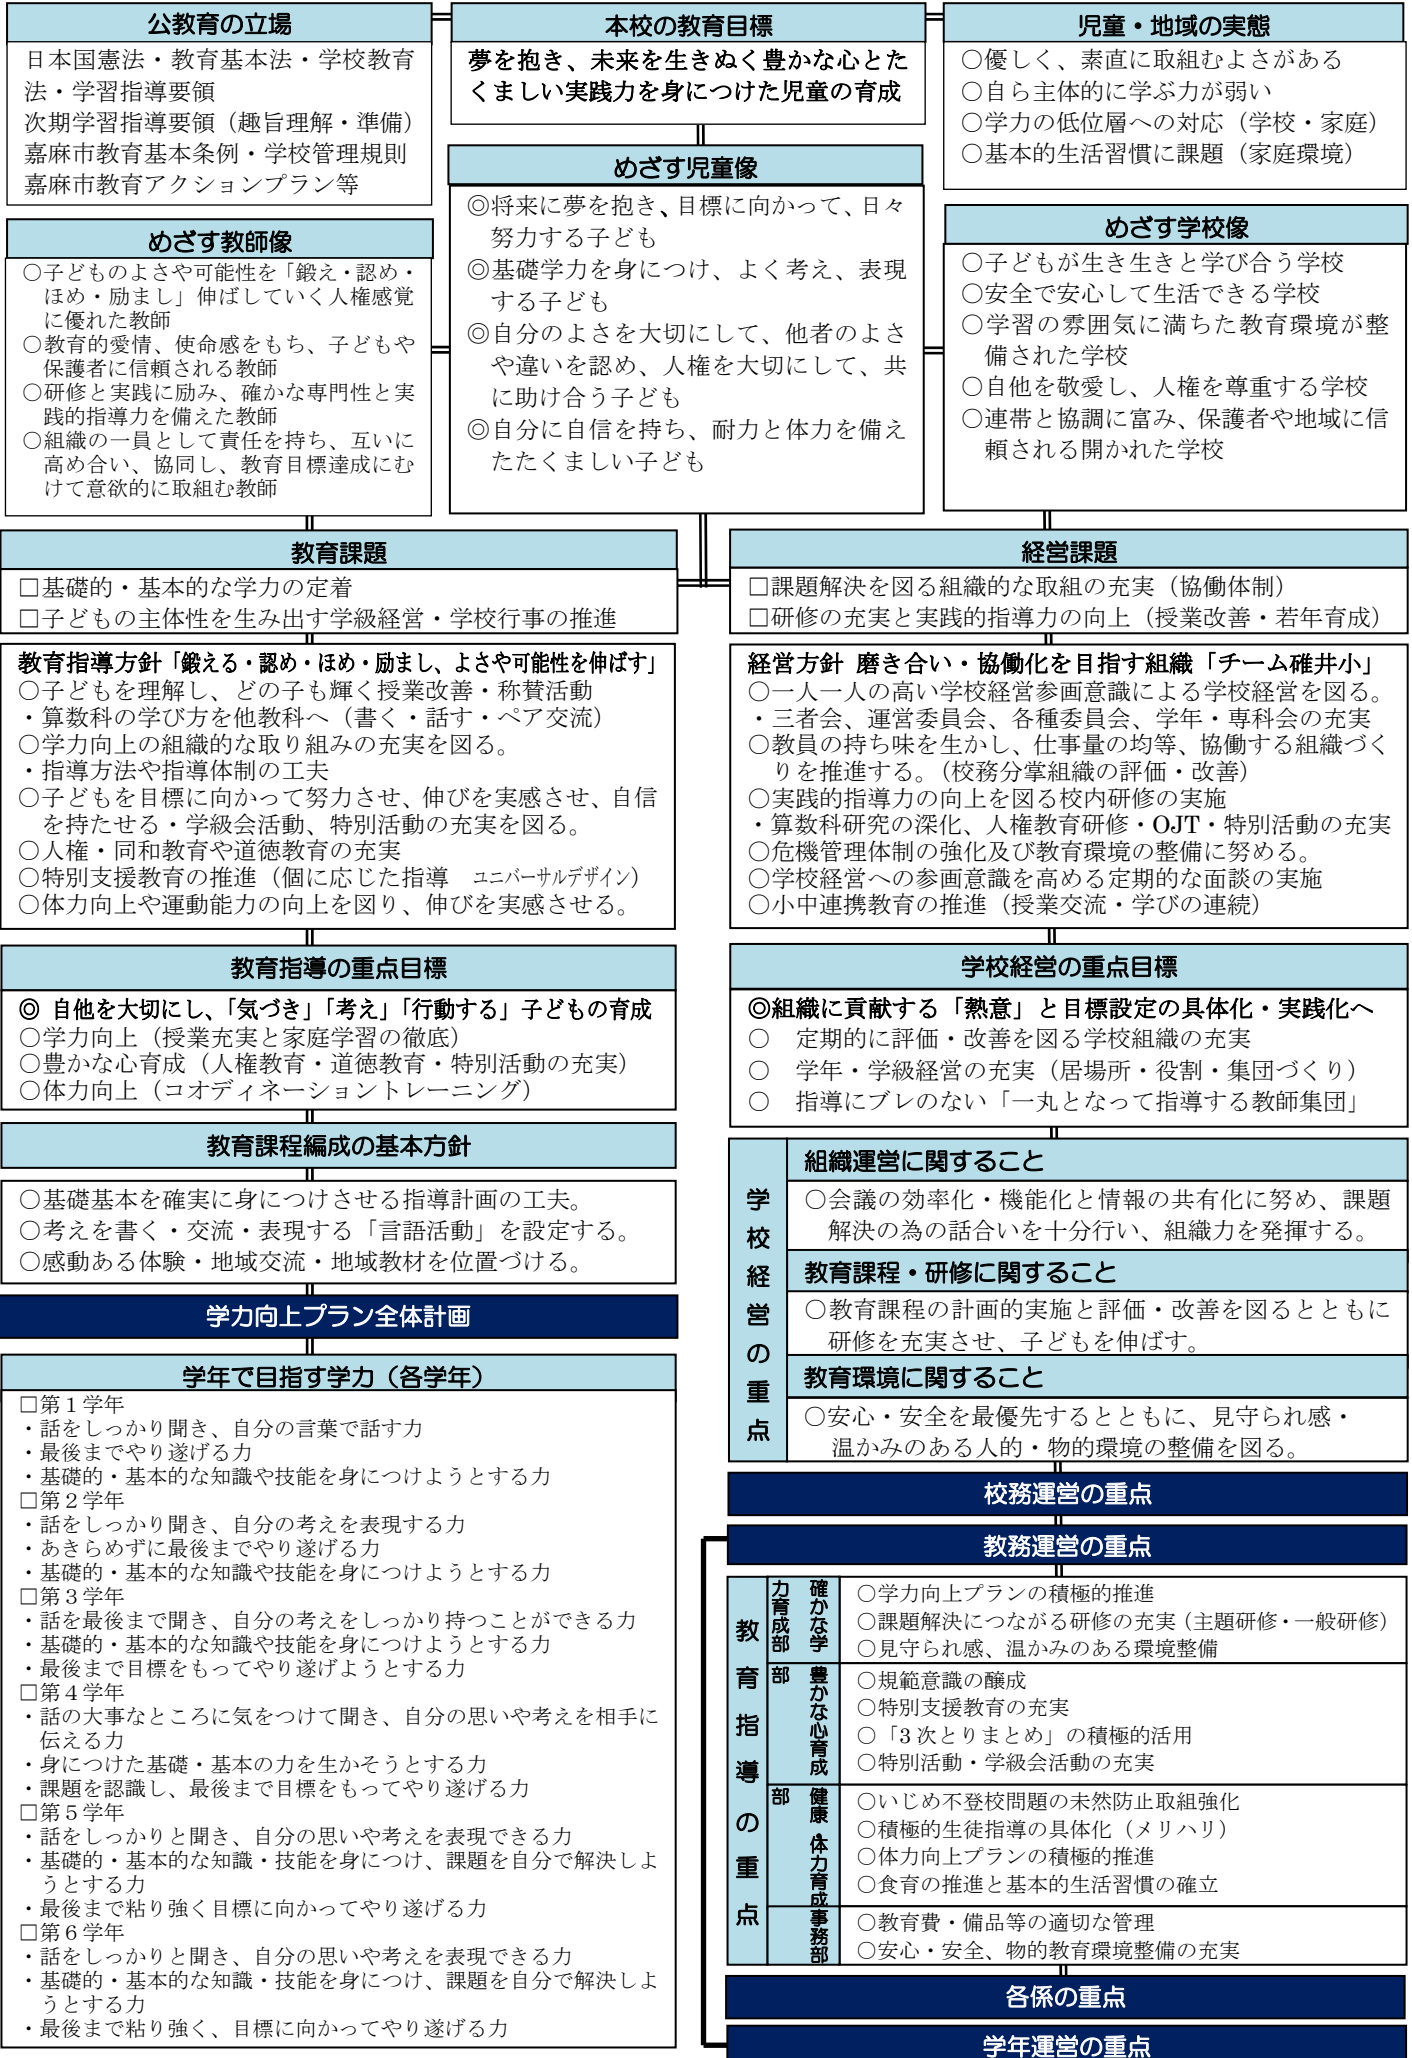 公教育の立場
日本国憲法・教育基本法・学校教育
法・学習指導要領
次期学習指導要領（趣旨理解・準備）
嘉麻市教育基本条例・学校管理規則
嘉麻市教育アクションプラン等
本校の教育目標
夢を抱き、未来を生きぬく豊かな心とた
くましい実践力を身につけた児童の育成
児童・地域の実態
○優しく、素直に取組むよさがある
○自ら主体的に学ぶ力が弱い
○学力の低位層への対応（学校・家庭）
○基本的生活習慣に課題（家庭環境）
めざす教師像
○子どものよさや可能性を「鍛え・認め・
ほめ・励まし」伸ばしていく人権感覚
に優れた教師
○教育的愛情、使命感をもち、子どもや
保護者に信頼される教師
○研修と実践に励み、確かな専門性と実
践的指導力を備えた教師
○組織の一員として責任を持ち、互いに
高め合い、協同し、教育目標達成にむ
けて意欲的に取組む教師
めざす児童像
◎将来に夢を抱き、目標に向かって、日々
努力する子ども
◎基礎学力を身につけ、よく考え、表現
する子ども
◎自分のよさを大切にして、他者のよさ
や違いを認め、人権を大切にして、共
に助け合う子ども
◎自分に自信を持ち、耐力と体力を備え
たたくましい子ども
めざす学校像
○子どもが生き生きと学び合う学校
○安全で安心して生活できる学校
○学習の雰囲気に満ちた教育環境が整
備された学校
○自他を敬愛し、人権を尊重する学校
○連帯と協調に富み、保護者や地域に信
頼される開かれた学校
教育課題
□基礎的・基本的な学力の定着
□子どもの主体性を生み出す学級経営・学校行事の推進
教育指導方針「鍛える・認め・ほめ・励まし、よさや可能性を伸ばす」
○子どもを理解し、どの子も輝く授業改善・称賛活動
・算数科の学び方を他教科へ（書く・話す・ペア交流）
○学力向上の組織的な取り組みの充実を図る。
・指導方法や指導体制の工夫
○子どもを目標に向かって努力させ、伸びを実感させ、自信
を持たせる・学級会活動、特別活動の充実を図る。
○人権・同和教育や道徳教育の充実
○特別支援教育の推進（個に応じた指導　ユニバーサルデザイン）
○体力向上や運動能力の向上を図り、伸びを実感させる。
教育指導の重点目標
◎ 自他を大切にし、「気づき」「考え」「行動する」子どもの育成
○学力向上（授業充実と家庭学習の徹底）
○豊かな心育成（人権教育・道徳教育・特別活動の充実）
○体力向上（コオディネーショントレーニング）
教育課程編成の基本方針
○基礎基本を確実に身につけさせる指導計画の工夫。
○考えを書く・交流・表現する「言語活動」を設定する。
○感動ある体験・地域交流・地域教材を位置づける。
学力向上プラン全体計画
学年で目指す学力（各学年）
□第１学年
・話をしっかり聞き、自分の言葉で話す力
・最後までやり遂げる力
・基礎的・基本的な知識や技能を身につけようとする力
□第２学年
・話をしっかり聞き、自分の考えを表現する力
・あきらめずに最後までやり遂げる力
・基礎的・基本的な知識や技能を身につけようとする力
□第３学年
・話を最後まで聞き、自分の考えをしっかり持つことができる力
・基礎的・基本的な知識や技能を身につけようとする力
・最後まで目標をもってやり遂げようとする力
□第４学年
・話の大事なところに気をつけて聞き、自分の思いや考えを相手に
伝える力
・身につけた基礎・基本の力を生かそうとする力
・課題を認識し、最後まで目標をもってやり遂げる力
□第５学年
・話をしっかりと聞き、自分の思いや考えを表現できる力
・基礎的・基本的な知識・技能を身につけ、課題を自分で解決しよ
うとする力
・最後まで粘り強く目標に向かってやり遂げる力
□第６学年
・話をしっかりと聞き、自分の思いや考えを表現できる力
・基礎的・基本的な知識・技能を身につけ、課題を自分で解決しよ
うとする力
・最後まで粘り強く、目標に向かってやり遂げる力
経営課題
□課題解決を図る組織的な取組の充実（協働体制）
□研修の充実と実践的指導力の向上（授業改善・若年育成）
経営方針 磨き合い・協働化を目指す組織「チーム碓井小」
○一人一人の高い学校経営参画意識による学校経営を図る。
・三者会、運営委員会、各種委員会、学年・専科会の充実
○教員の持ち味を生かし、仕事量の均等、協働する組織づく
りを推進する。（校務分掌組織の評価・改善）
○実践的指導力の向上を図る校内研修の実施
・算数科研究の深化、人権教育研修・OJT・特別活動の充実
○危機管理体制の強化及び教育環境の整備に努める。
○学校経営への参画意識を高める定期的な面談の実施
○小中連携教育の推進（授業交流・学びの連続）
学校経営の重点目標
◎組織に貢献する「熱意」と目標設定の具体化・実践化へ
○　定期的に評価・改善を図る学校組織の充実
○　学年・学級経営の充実（居場所・役割・集団づくり）
○　指導にブレのない「一丸となって指導する教師集団」
学校経営の重点
組織運営に関すること
○会議の効率化・機能化と情報の共有化に努め、課題
解決の為の話合いを十分行い、組織力を発揮する。
教育課程・研修に関すること
○教育課程の計画的実施と評価・改善を図るとともに
研修を充実させ、子どもを伸ばす。
教育環境に関すること
○安心・安全を最優先するとともに、見守られ感・
温かみのある人的・物的環境の整備を図る。
校務運営の重点
教務運営の重点
教育指導の重点
確かな学
力育成部
○学力向上プランの積極的推進
○課題解決につながる研修の充実（主題研修・一般研修）
○見守られ感、温かみのある環境整備
豊かな心育成
部
○規範意識の醸成
○特別支援教育の充実
○「3次とりまとめ」の積極的活用
○特別活動・学級会活動の充実
健康・体力育成
部
○いじめ不登校問題の未然防止取組強化
○積極的生徒指導の具体化（メリハリ）
○体力向上プランの積極的推進
○食育の推進と基本的生活習慣の確立
事務部
○教育費・備品等の適切な管理
○安心・安全、物的教育環境整備の充実
各係の重点
学年運営の重点